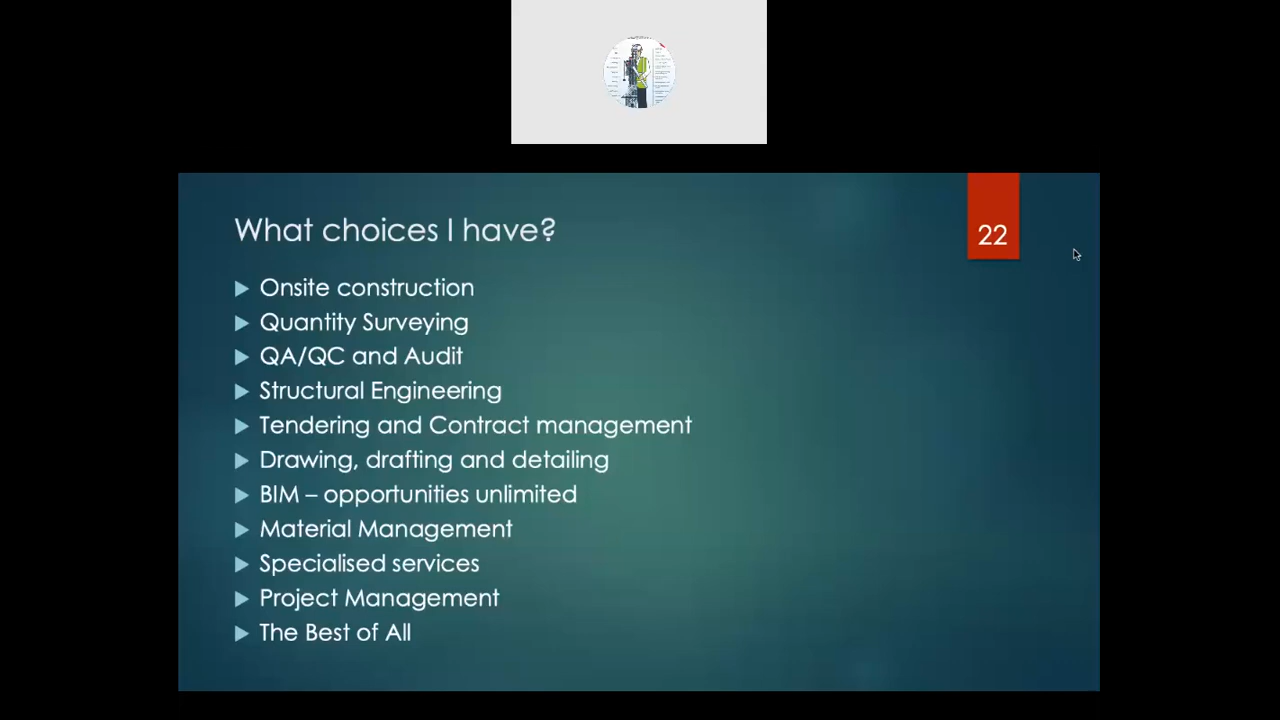 What choices I have?
22
Onsite construction
Quantity Surveying
QA/QC and Audit
Structural Engineering
Tendering and Contract management
Drawing, drafting and detailing
BIM – opportunities unlimited
Material Management
Specialised services
Project Management
The Best of All